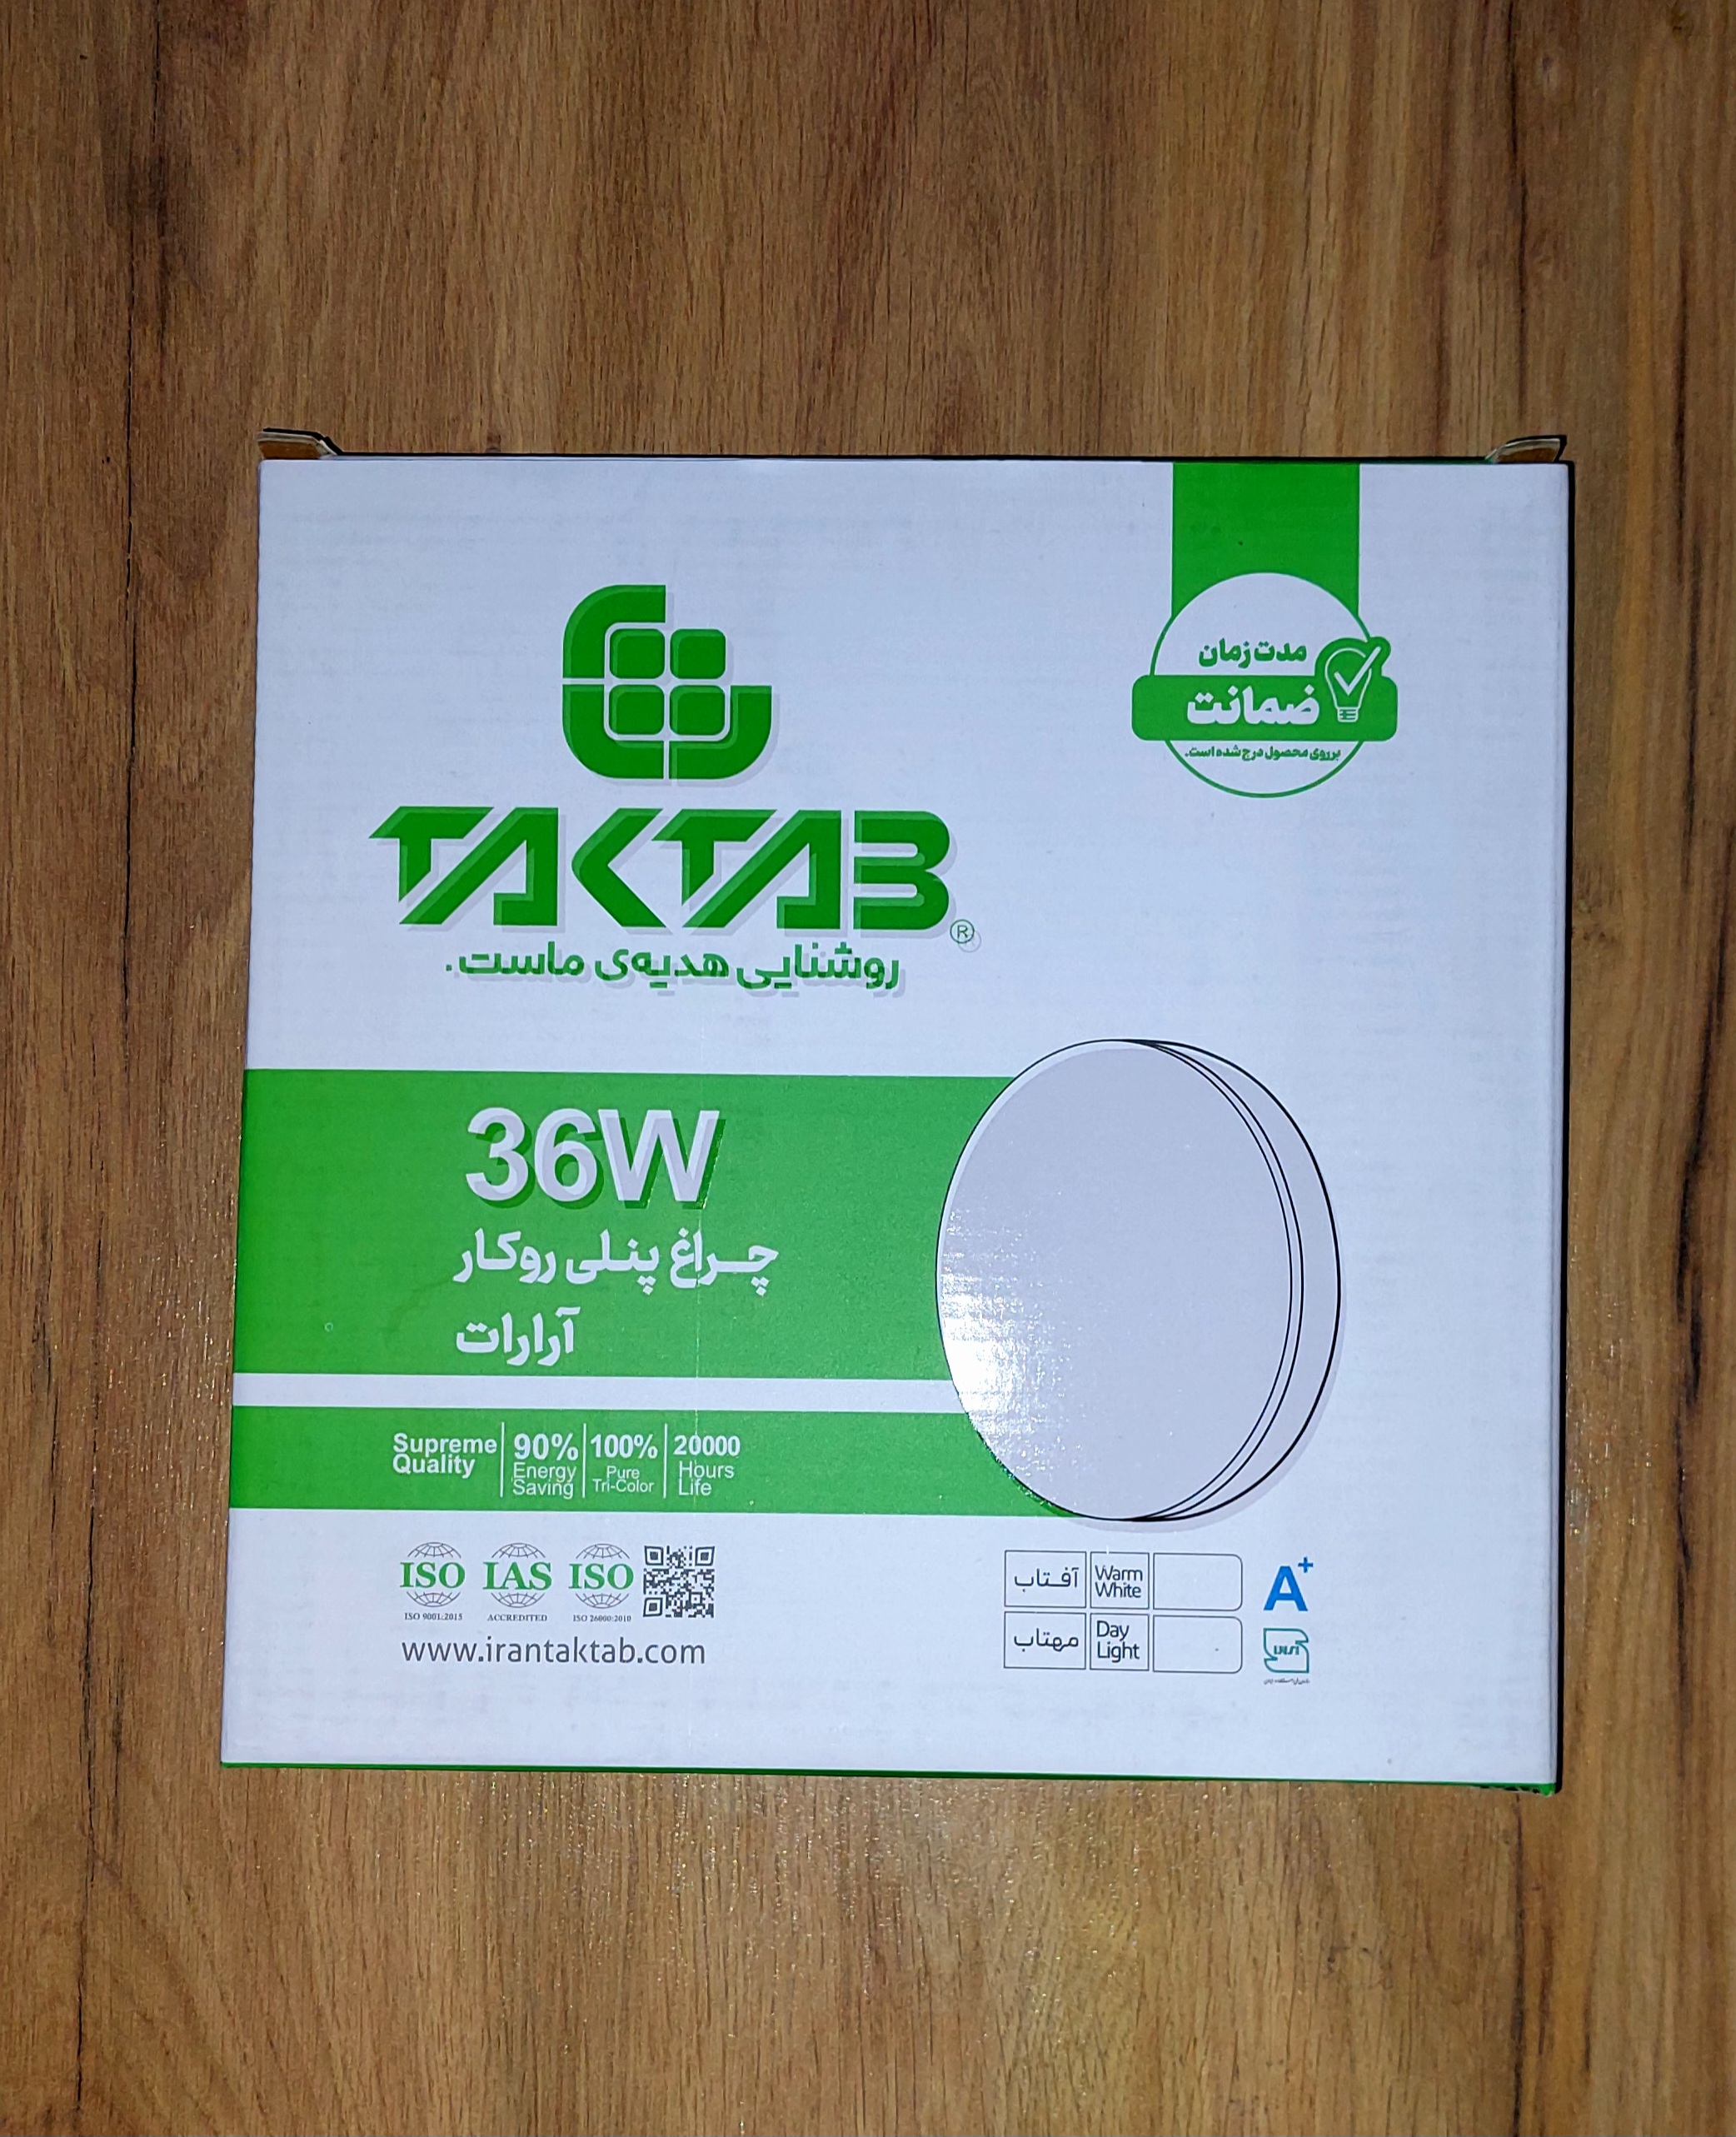 مدت زمان
ضمانت
بر روی محصول درج شده است.
TAKTAB®
روشنایی هدیه‌ی ماست.
36W
چراغ پنلی روکار
آرارات
Supreme Quality
90% Energy Saving
100% Pure Tri-Color
20000 Hours Life
ISO
ISO 9001:2015
IAS
ACCREDITED
ISO
ISO 26000:2010
www.irantaktab.com
آفتاب
Warm White
مهتاب
Day Light
A+